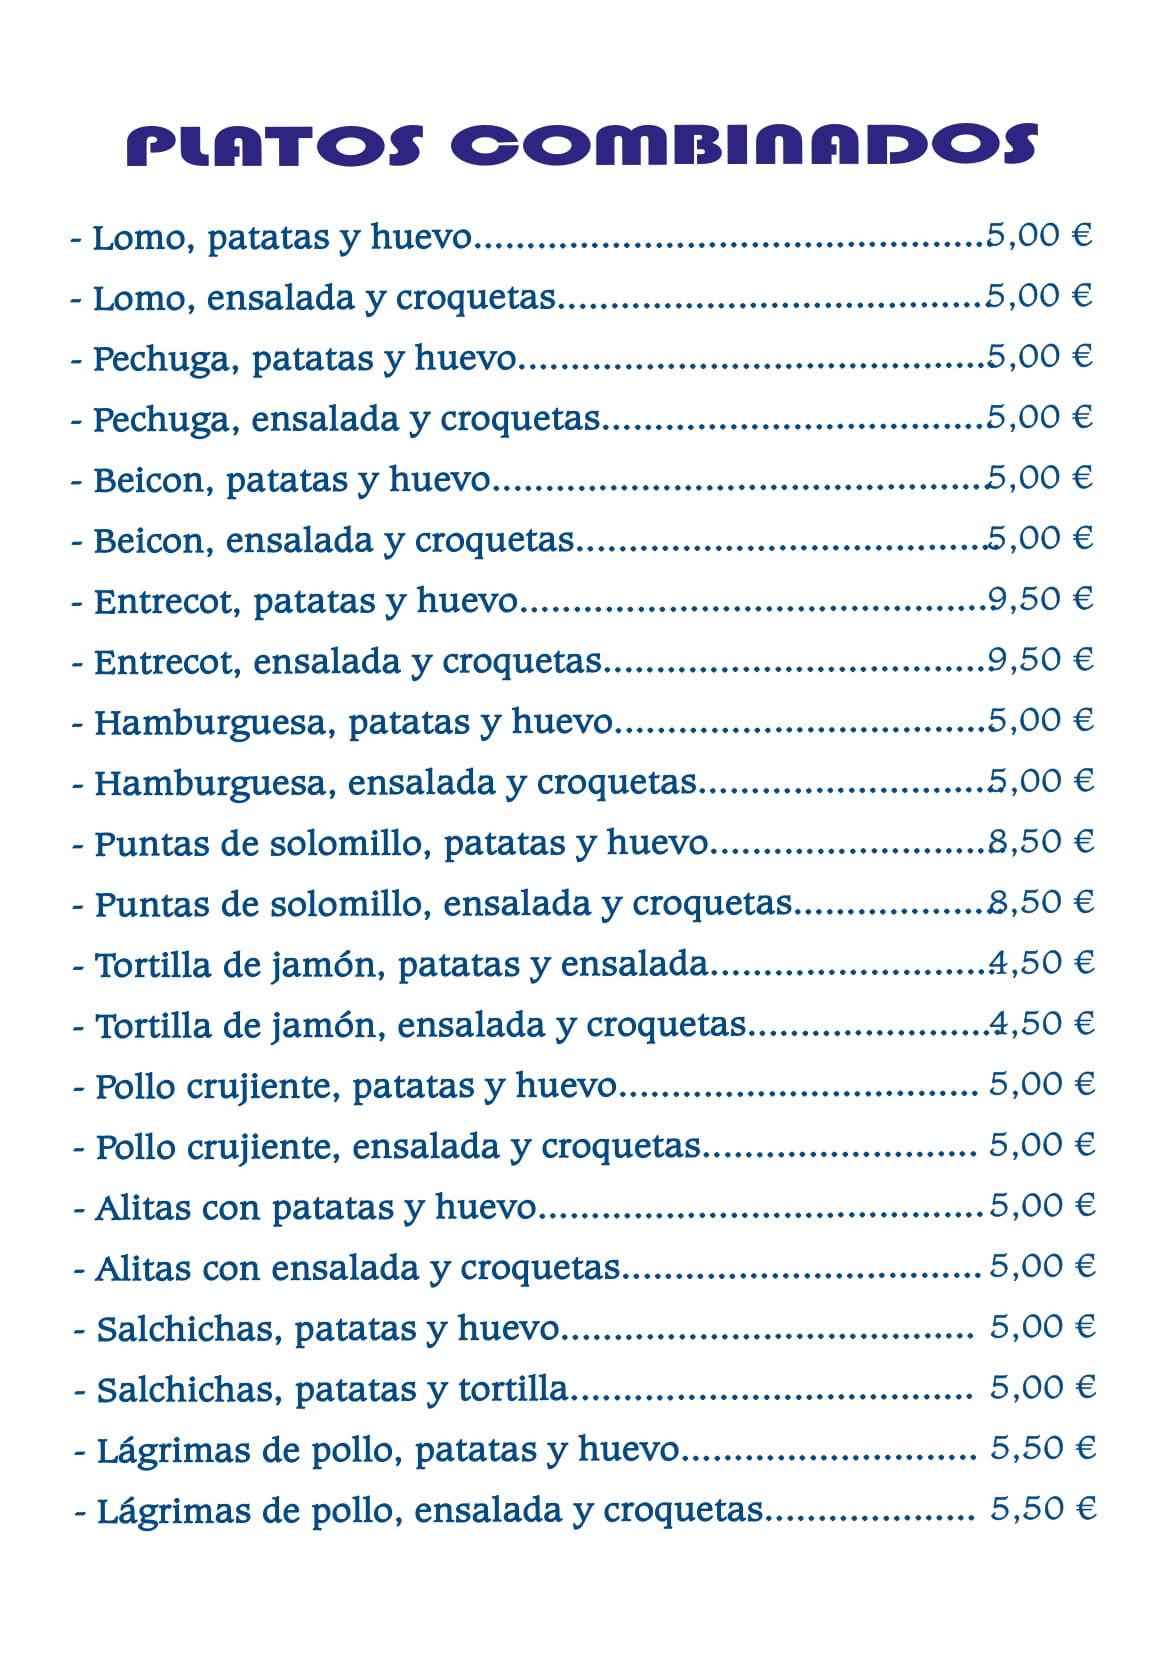 PLATOS COMBINADOS
- Lomo, patatas y huevo................................................5,00 €
- Lomo, ensalada y croquetas.........................................5,00 €
- Pechuga, patatas y huevo............................................5,00 €
- Pechuga, ensalada y croquetas.....................................5,00 €
- Beicon, patatas y huevo...............................................5,00 €
- Beicon, ensalada y croquetas........................................5,00 €
- Entrecot, patatas y huevo.............................................9,50 €
- Entrecot, ensalada y croquetas.....................................9,50 €
- Hamburguesa, patatas y huevo....................................5,00 €
- Hamburguesa, ensalada y croquetas.............................5,00 €
- Puntas de solomillo, patatas y huevo............................8,50 €
- Puntas de solomillo, ensalada y croquetas....................8,50 €
- Tortilla de jamón, patatas y ensalada...........................4,50 €
- Tortilla de jamón, ensalada y croquetas........................4,50 €
- Pollo crujiente, patatas y huevo.................................. 5,00 €
- Pollo crujiente, ensalada y croquetas.......................... 5,00 €
- Alitas con patatas y huevo.......................................... 5,00 €
- Alitas con ensalada y croquetas.................................. 5,00 €
- Salchichas, patatas y huevo....................................... 5,00 €
- Salchichas, patatas y tortilla...................................... 5,00 €
- Lágrimas de pollo, patatas y huevo............................ 5,50 €
- Lágrimas de pollo, ensalada y croquetas.................... 5,50 €